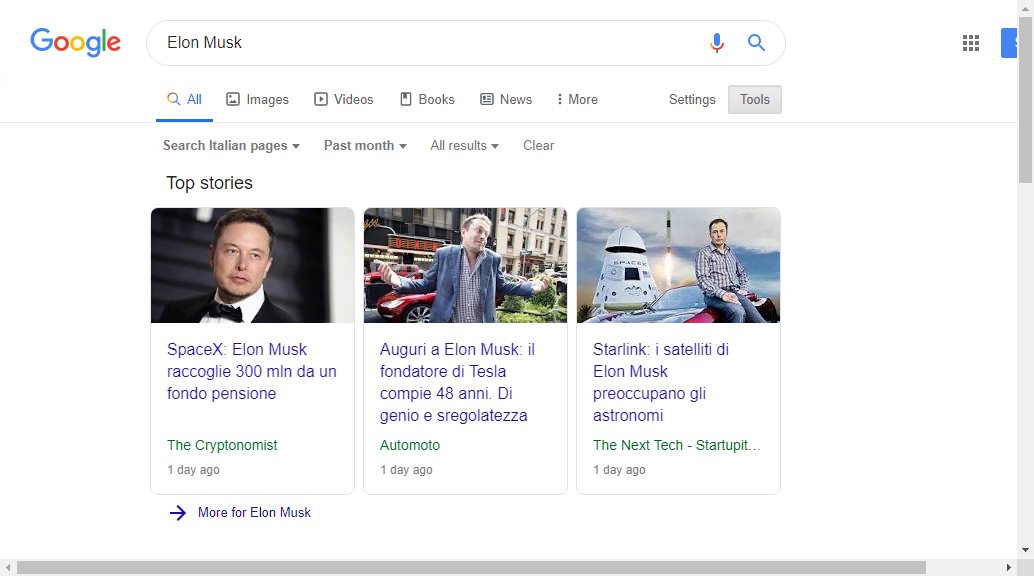 Google
Elon Musk
All Images Videos Books News More Settings Tools
Search Italian pages Past month All results Clear
Top stories
SPACEX
SpaceX: Elon Musk
raccoglie 300 mln da un
fondo pensione
The Cryptonomist
1 day ago
Auguri a Elon Musk: il
fondatore di Tesla
compie 48 anni. Di
genio e sregolatezza
Automoto
1 day ago
Starlink: i satelliti di
Elon Musk
preoccupano gli
astronomi
The Next Tech - Startupit...
1 day ago
More for Elon Musk